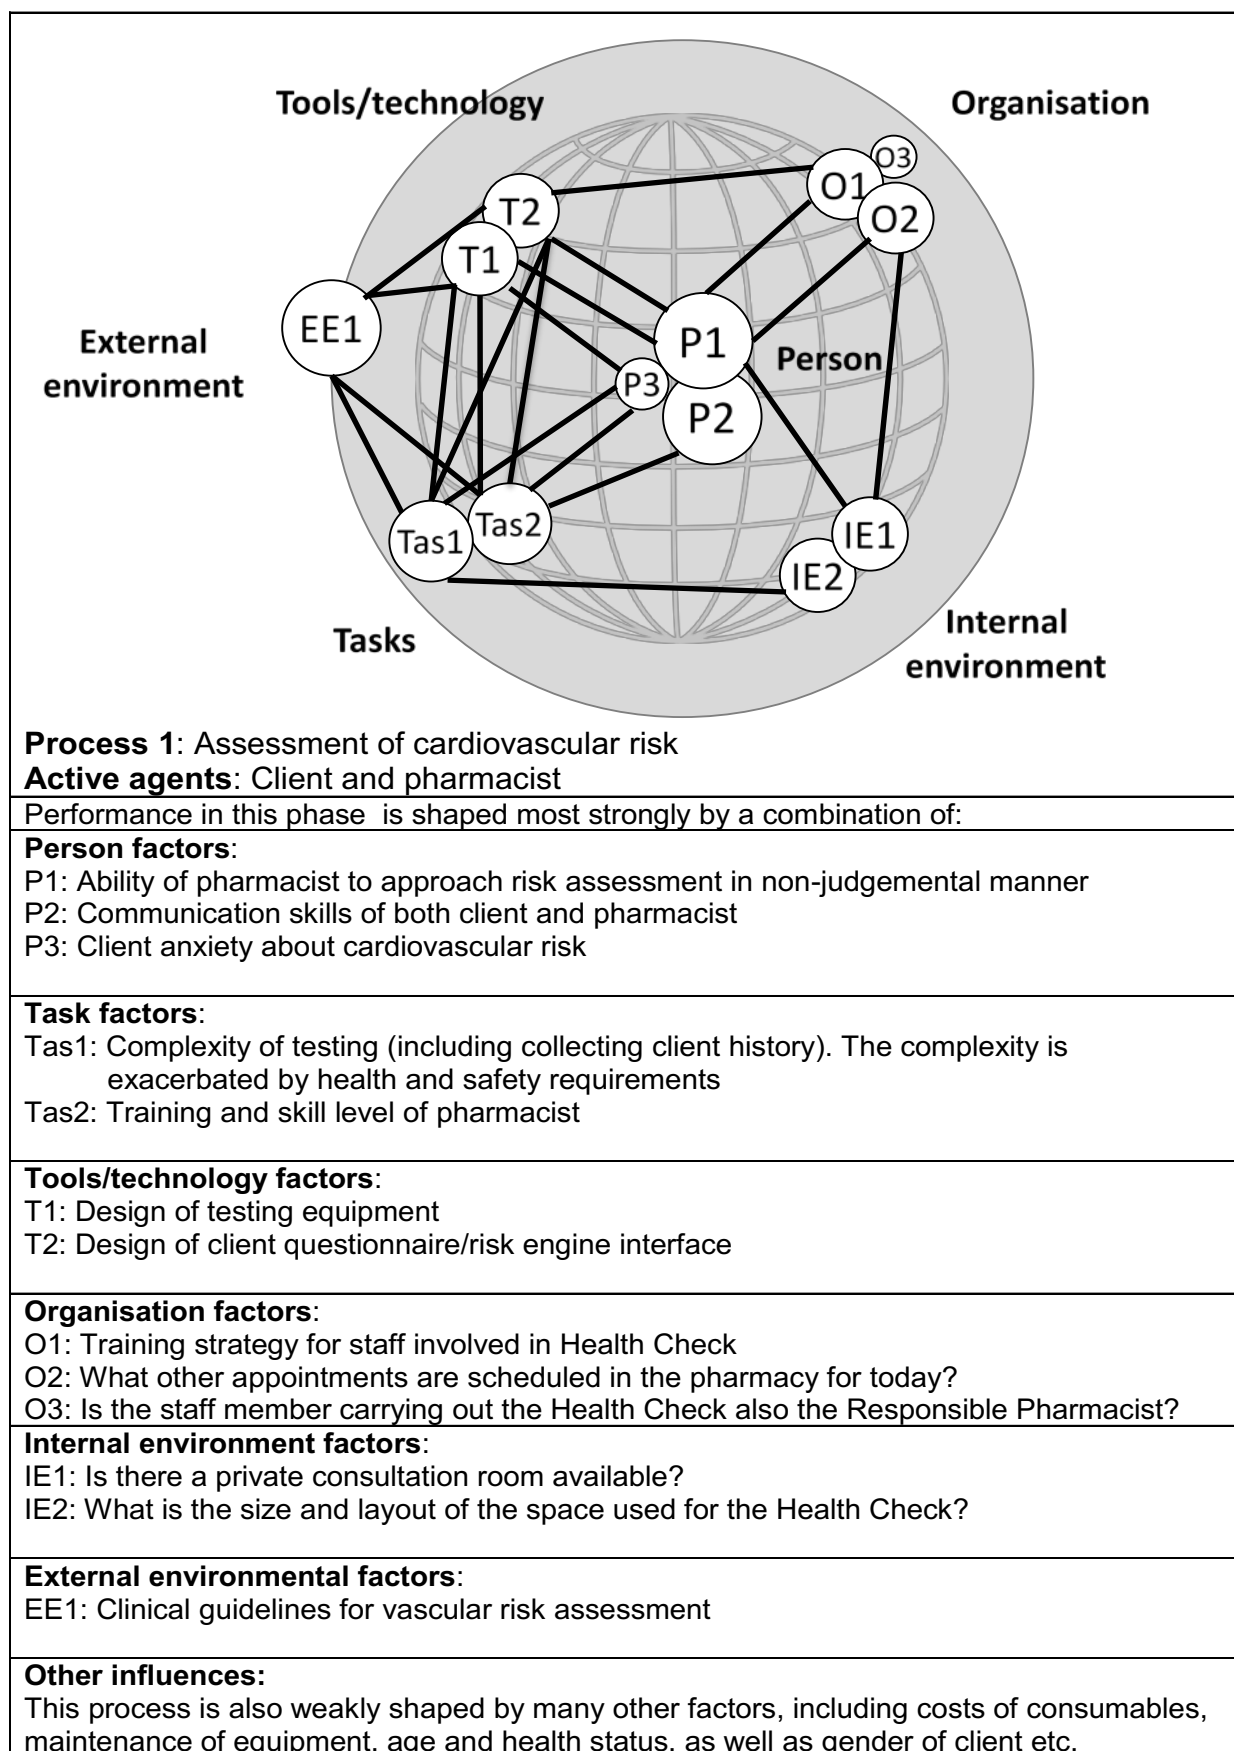 Tools/technology
Organisation
O3
O1
T2
O2
T1
EE1
P1
External
environment
Person
P3
P2
Tas2
Tas1
IE1
IE2
Tasks
Internal
environment
Process 1: Assessment of cardiovascular risk
Active agents: Client and pharmacist
Performance in this phase  is shaped most strongly by a combination of:
Person factors:
P1: Ability of pharmacist to approach risk assessment in non-judgemental manner
P2: Communication skills of both client and pharmacist
P3: Client anxiety about cardiovascular risk
Task factors:
Tas1: Complexity of testing (including collecting client history). The complexity is
exacerbated by health and safety requirements
Tas2: Training and skill level of pharmacist
Tools/technology factors:
T1: Design of testing equipment
T2: Design of client questionnaire/risk engine interface
Organisation factors:
O1: Training strategy for staff involved in Health Check
O2: What other appointments are scheduled in the pharmacy for today?
O3: Is the staff member carrying out the Health Check also the Responsible Pharmacist?
Internal environment factors:
IE1: Is there a private consultation room available?
IE2: What is the size and layout of the space used for the Health Check?
External environmental factors:
EE1: Clinical guidelines for vascular risk assessment
Other influences:
This process is also weakly shaped by many other factors, including costs of consumables,
maintenance of equipment, age and health status, as well as gender of client etc.